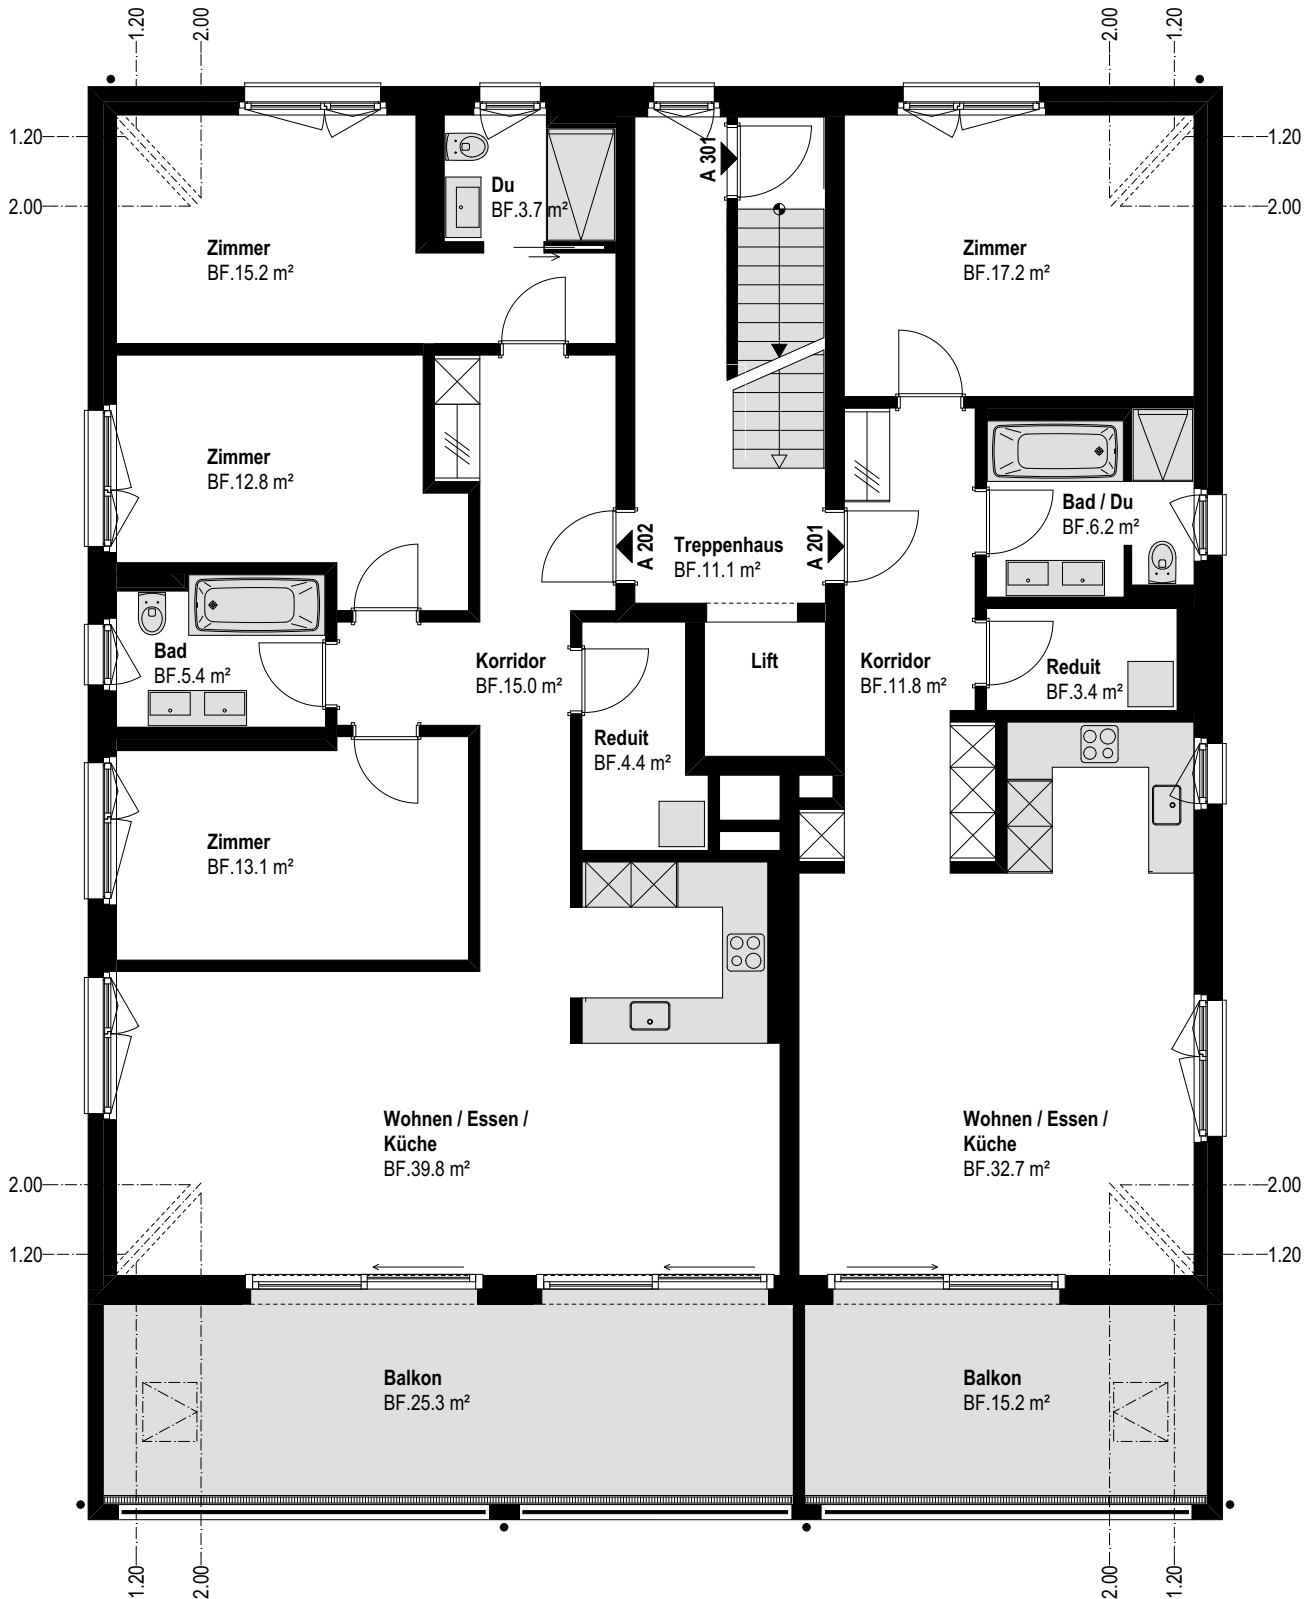 1.20
2.00
2.00
1.20
1.20
1.20
2.00
2.00
A 301
Du
BF.3.7 m²
Zimmer
BF.15.2 m²
Zimmer
BF.17.2 m²
Zimmer
BF.12.8 m²
Bad / Du
BF.6.2 m²
A 202
Treppenhaus
BF.11.1 m²
A 201
Bad
BF.5.4 m²
Korridor
BF.15.0 m²
Lift
Korridor
BF.11.8 m²
Reduit
BF.3.4 m²
Reduit
BF.4.4 m²
Zimmer
BF.13.1 m²
Wohnen / Essen /
Küche
BF.39.8 m²
Wohnen / Essen /
Küche
BF.32.7 m²
2.00
2.00
1.20
1.20
Balkon
BF.25.3 m²
Balkon
BF.15.2 m²
1.20
2.00
2.00
1.20